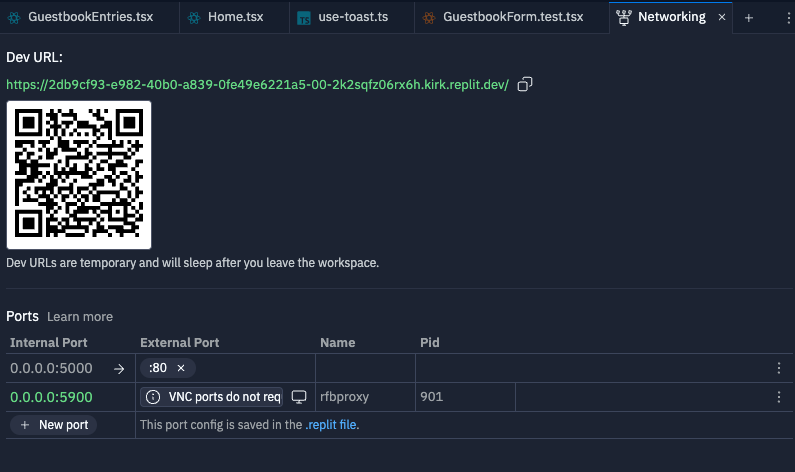 GuestbookEntries.tsx Home.tsx TS use-toast.ts GuestbookForm.test.tsx Networking × +
Dev URL:
https://2db9cf93-e982-40b0-a839-0fe49e6221a5-00-2k2sqfz06rx6h.kirk.replit.dev/
Dev URLs are temporary and will sleep after you leave the workspace.
Ports Learn more
Internal Port External Port Name Pid
0.0.0.0:5000 → :80 ×
0.0.0.0:5900 VNC ports do not req rfbproxy 901
+ New port This port config is saved in the .replit file.